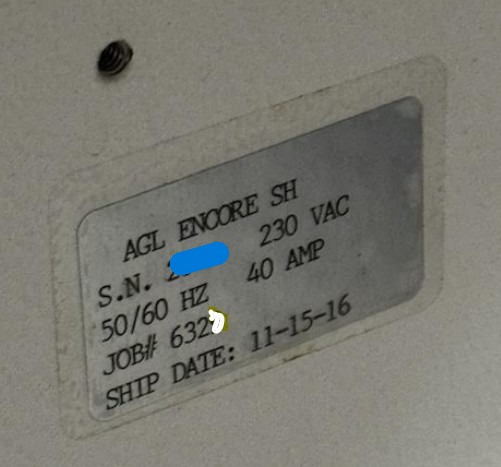 AGL ENCORE SH
S.N. 230 VAC
50/60 HZ 40 AMP
JOB# 632
SHIP DATE: 11-15-16